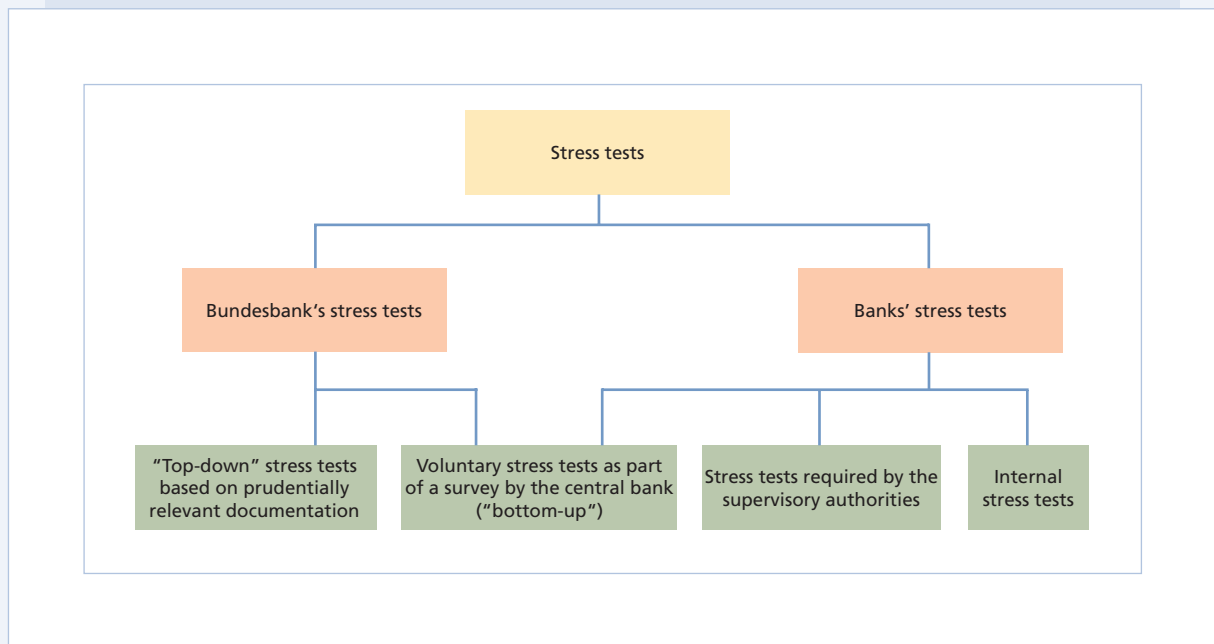 Stress tests
Bundesbank‘s stress tests
Banks’ stress tests
“Top-down” stress tests
based on prudentially
relevant documentation
Voluntary stress tests as part
of a survey by the central bank
(“bottom-up“)
Stress tests required by the
supervisory authorities
Internal
stress tests